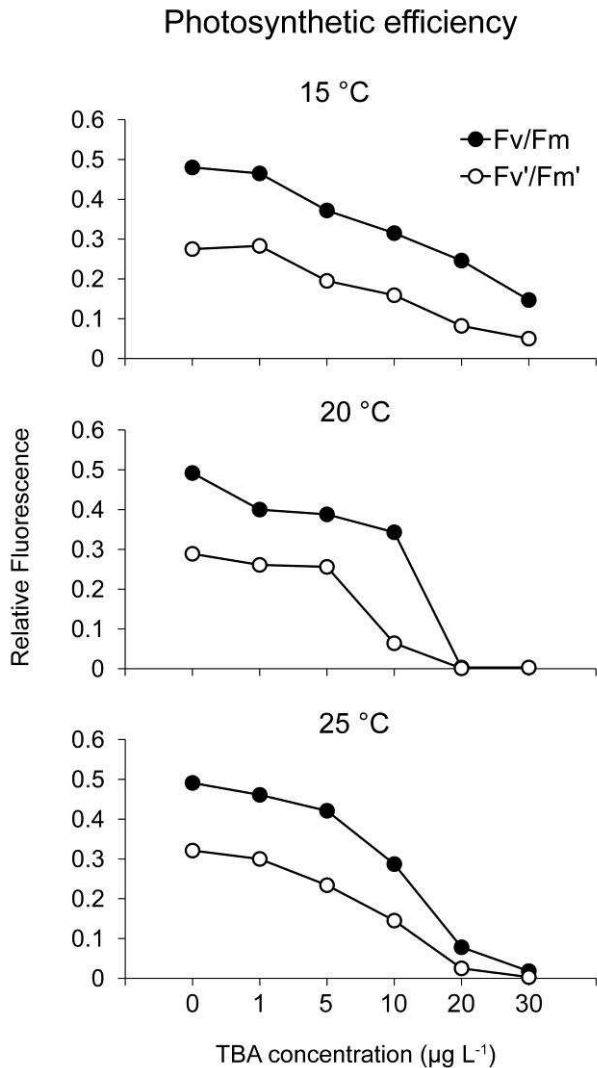 Photosynthetic efficiency
15 °C
0.6
0.5
0.4
0.3
0.2
0.1
0
Fv/Fm
Fv'/Fm'
20 °C
0.6
0.5
0.4
0.3
0.2
0.1
0
Relative Fluorescence
25 °C
0.6
0.5
0.4
0.3
0.2
0.1
0
0 1 5 10 20 30
TBA concentration (µg L⁻¹)